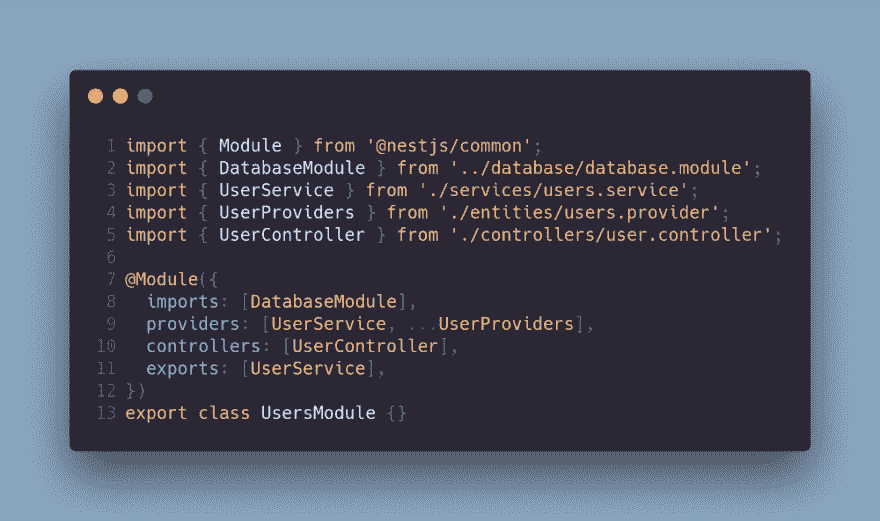 1 import { Module } from '@nestjs/common';
2 import { DatabaseModule } from '../database/database.module';
3 import { UserService } from './services/users.service';
4 import { UserProviders } from './entities/users.provider';
5 import { UserController } from './controllers/user.controller';
6
7 @Module({
8   imports: [DatabaseModule],
9   providers: [UserService, ...UserProviders],
10   controllers: [UserController],
11   exports: [UserService],
12 })
13 export class UsersModule {}